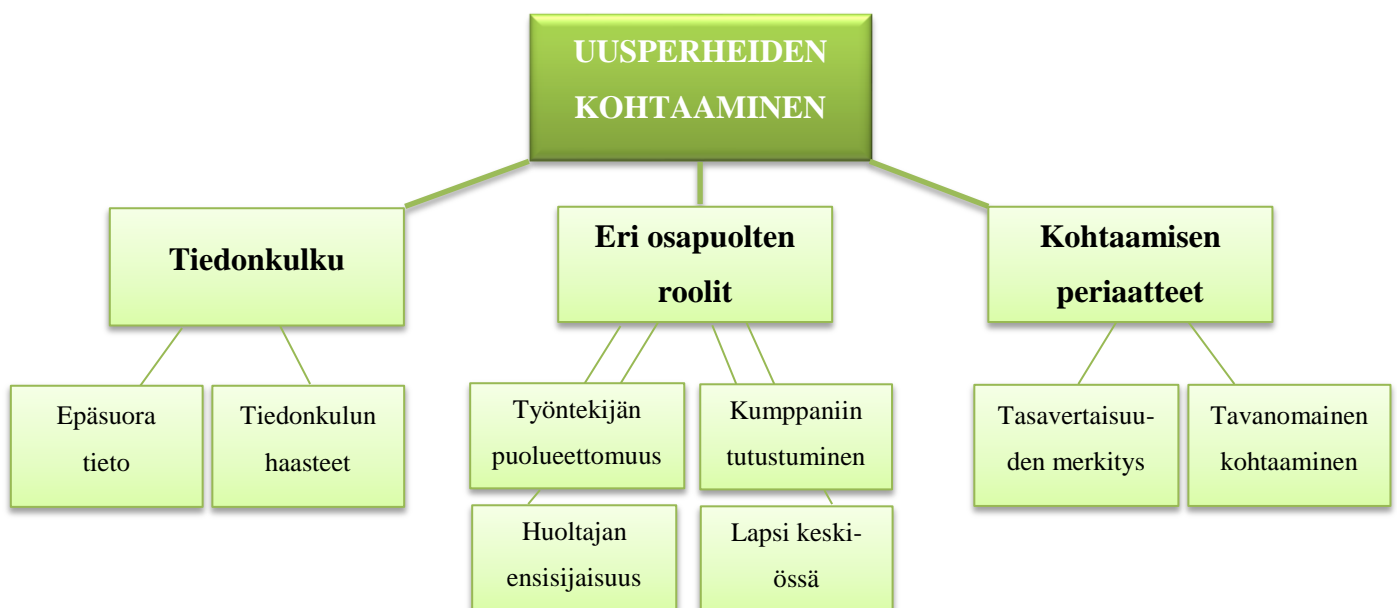 UUSPERHEIDEN
KOHTAAMINEN
Tiedonkulku
Eri osapuolten
roolit
Kohtaamisen
periaatteet
Epäsuora
tieto
Tiedonkulun
haasteet
Työntekijän
puolueettomuus
Kumppaniin
tutustuminen
Tasavertaisuu-
den merkitys
Tavanomainen
kohtaaminen
Huoltajan
ensisijaisuus
Lapsi keski-
össä